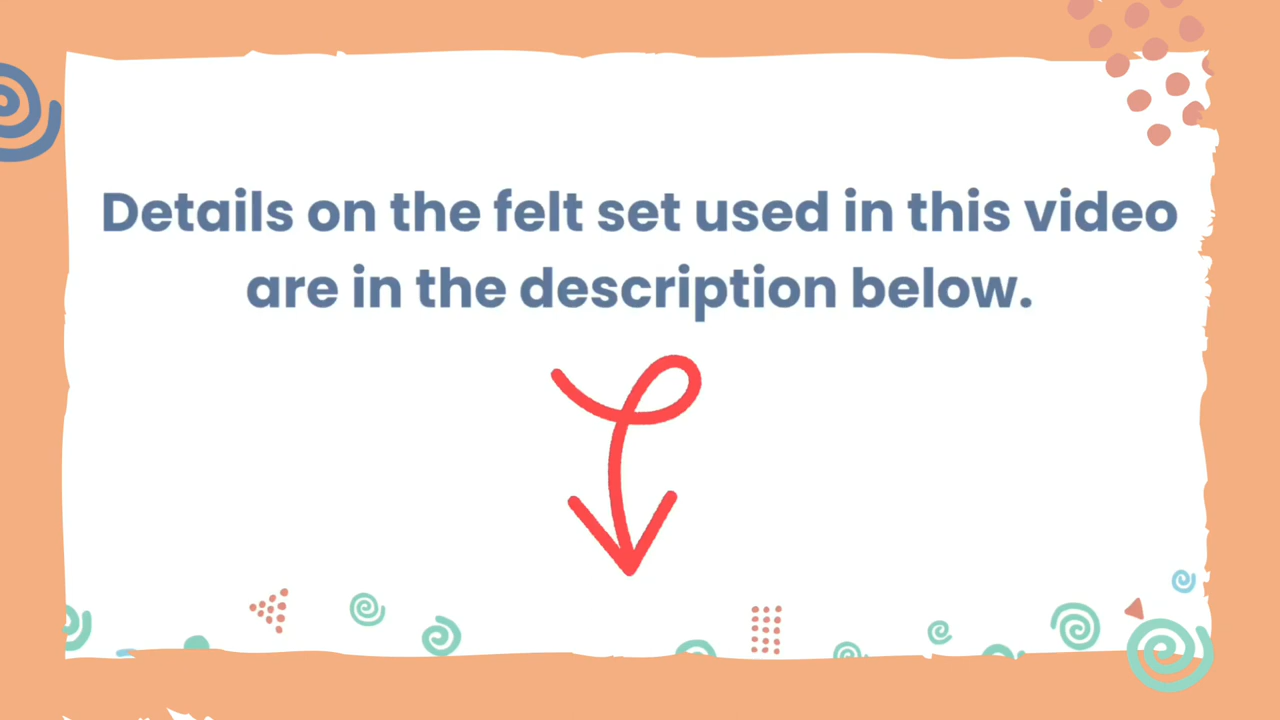 Details on the felt set used in this video
are in the description below.